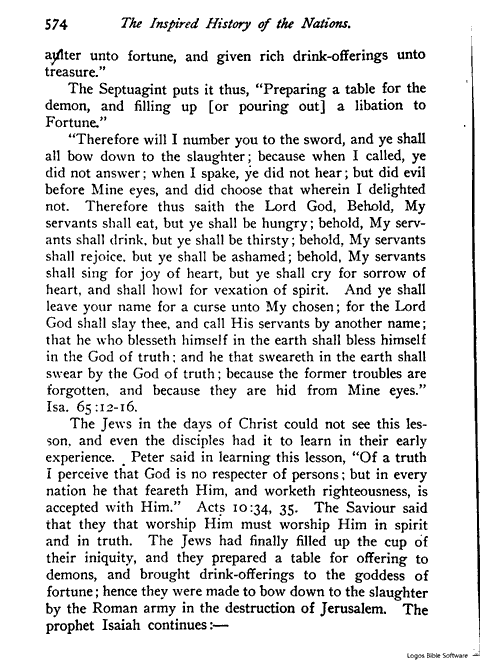 574 The Inspired History of the Nations.
aylter unto fortune, and given rich drink-offerings unto
treasure."
The Septuagint puts it thus, "Preparing a table for the
demon, and filling up [or pouring out] a libation to
Fortune."
"Therefore will I number you to the sword, and ye shall
all bow down to the slaughter; because when I called, ye
did not answer; when I spake, ye did not hear; but did evil
before Mine eyes, and did choose that wherein I delighted
not. Therefore thus saith the Lord God, Behold, My
servants shall eat, but ye shall be hungry; behold, My serv-
ants shall drink, but ye shall be thirsty; behold, My servants
shall rejoice, but ye shall be ashamed; behold, My servants
shall sing for joy of heart, but ye shall cry for sorrow of
heart, and shall howl for vexation of spirit. And ye shall
leave your name for a curse unto My chosen; for the Lord
God shall slay thee, and call His servants by another name;
that he who blesseth himself in the earth shall bless himself
in the God of truth; and he that sweareth in the earth shall
swear by the God of truth; because the former troubles are
forgotten, and because they are hid from Mine eyes."
Isa. 65:12-16.
The Jews in the days of Christ could not see this les-
son, and even the disciples had it to learn in their early
experience. Peter said in learning this lesson, "Of a truth
I perceive that God is no respecter of persons; but in every
nation he that feareth Him, and worketh righteousness, is
accepted with Him." Acts 10:34, 35. The Saviour said
that they that worship Him must worship Him in spirit
and in truth. The Jews had finally filled up the cup of
their iniquity, and they prepared a table for offering to
demons, and brought drink-offerings to the goddess of
fortune; hence they were made to bow down to the slaughter
by the Roman army in the destruction of Jerusalem. The
prophet Isaiah continues:—
Logos Bible Software